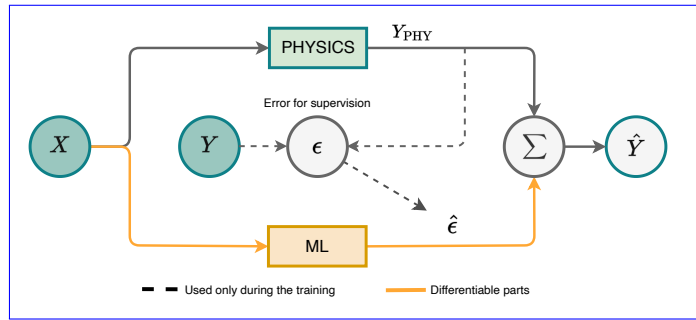 PHYSICS
Y_PHY
Error for supervision
X
Y
ϵ
∑
Ŷ
ϵ̂
ML
Used only during the training
Differentiable parts